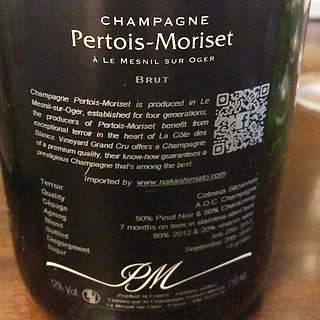 CHAMPAGNE
Pertois-Moriset
À LE MESNIL SUR OGER
BRUT
Champagne Pertois-Moriset is produced in Le
Mesnil-sur-Oger, established for four generations,
the producers of Pertois-Moriset benefit from
exceptional terroir in the heart of La Côte des
Blancs Vineyard Grand Cru offers a Champagne
of a premium quality, their know-how guarantees a
prestigious Champagne that's among the best.
Imported by www.nakashimato.com
Terroir Coteaux
Quality A.O.C. Champagne
Cépages 50% Pinot Noir & 50% Chardonnay
Ageing 7 months on lees in stainless steel
Blend 80% 2012 & 20%
Bottled July
Disgorgment September
Sugar
PM
12% Vol
Product of France